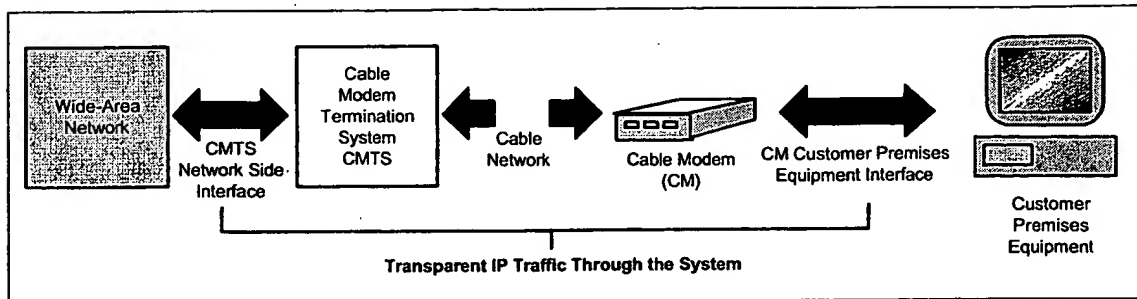 Wide-Area
Network
CMTS
Network Side
Interface
Cable
Modem
Termination
System
CMTS
Cable
Network
Cable Modem
(CM)
CM Customer Premises
Equipment Interface
Customer
Premises
Equipment
Transparent IP Traffic Through the System